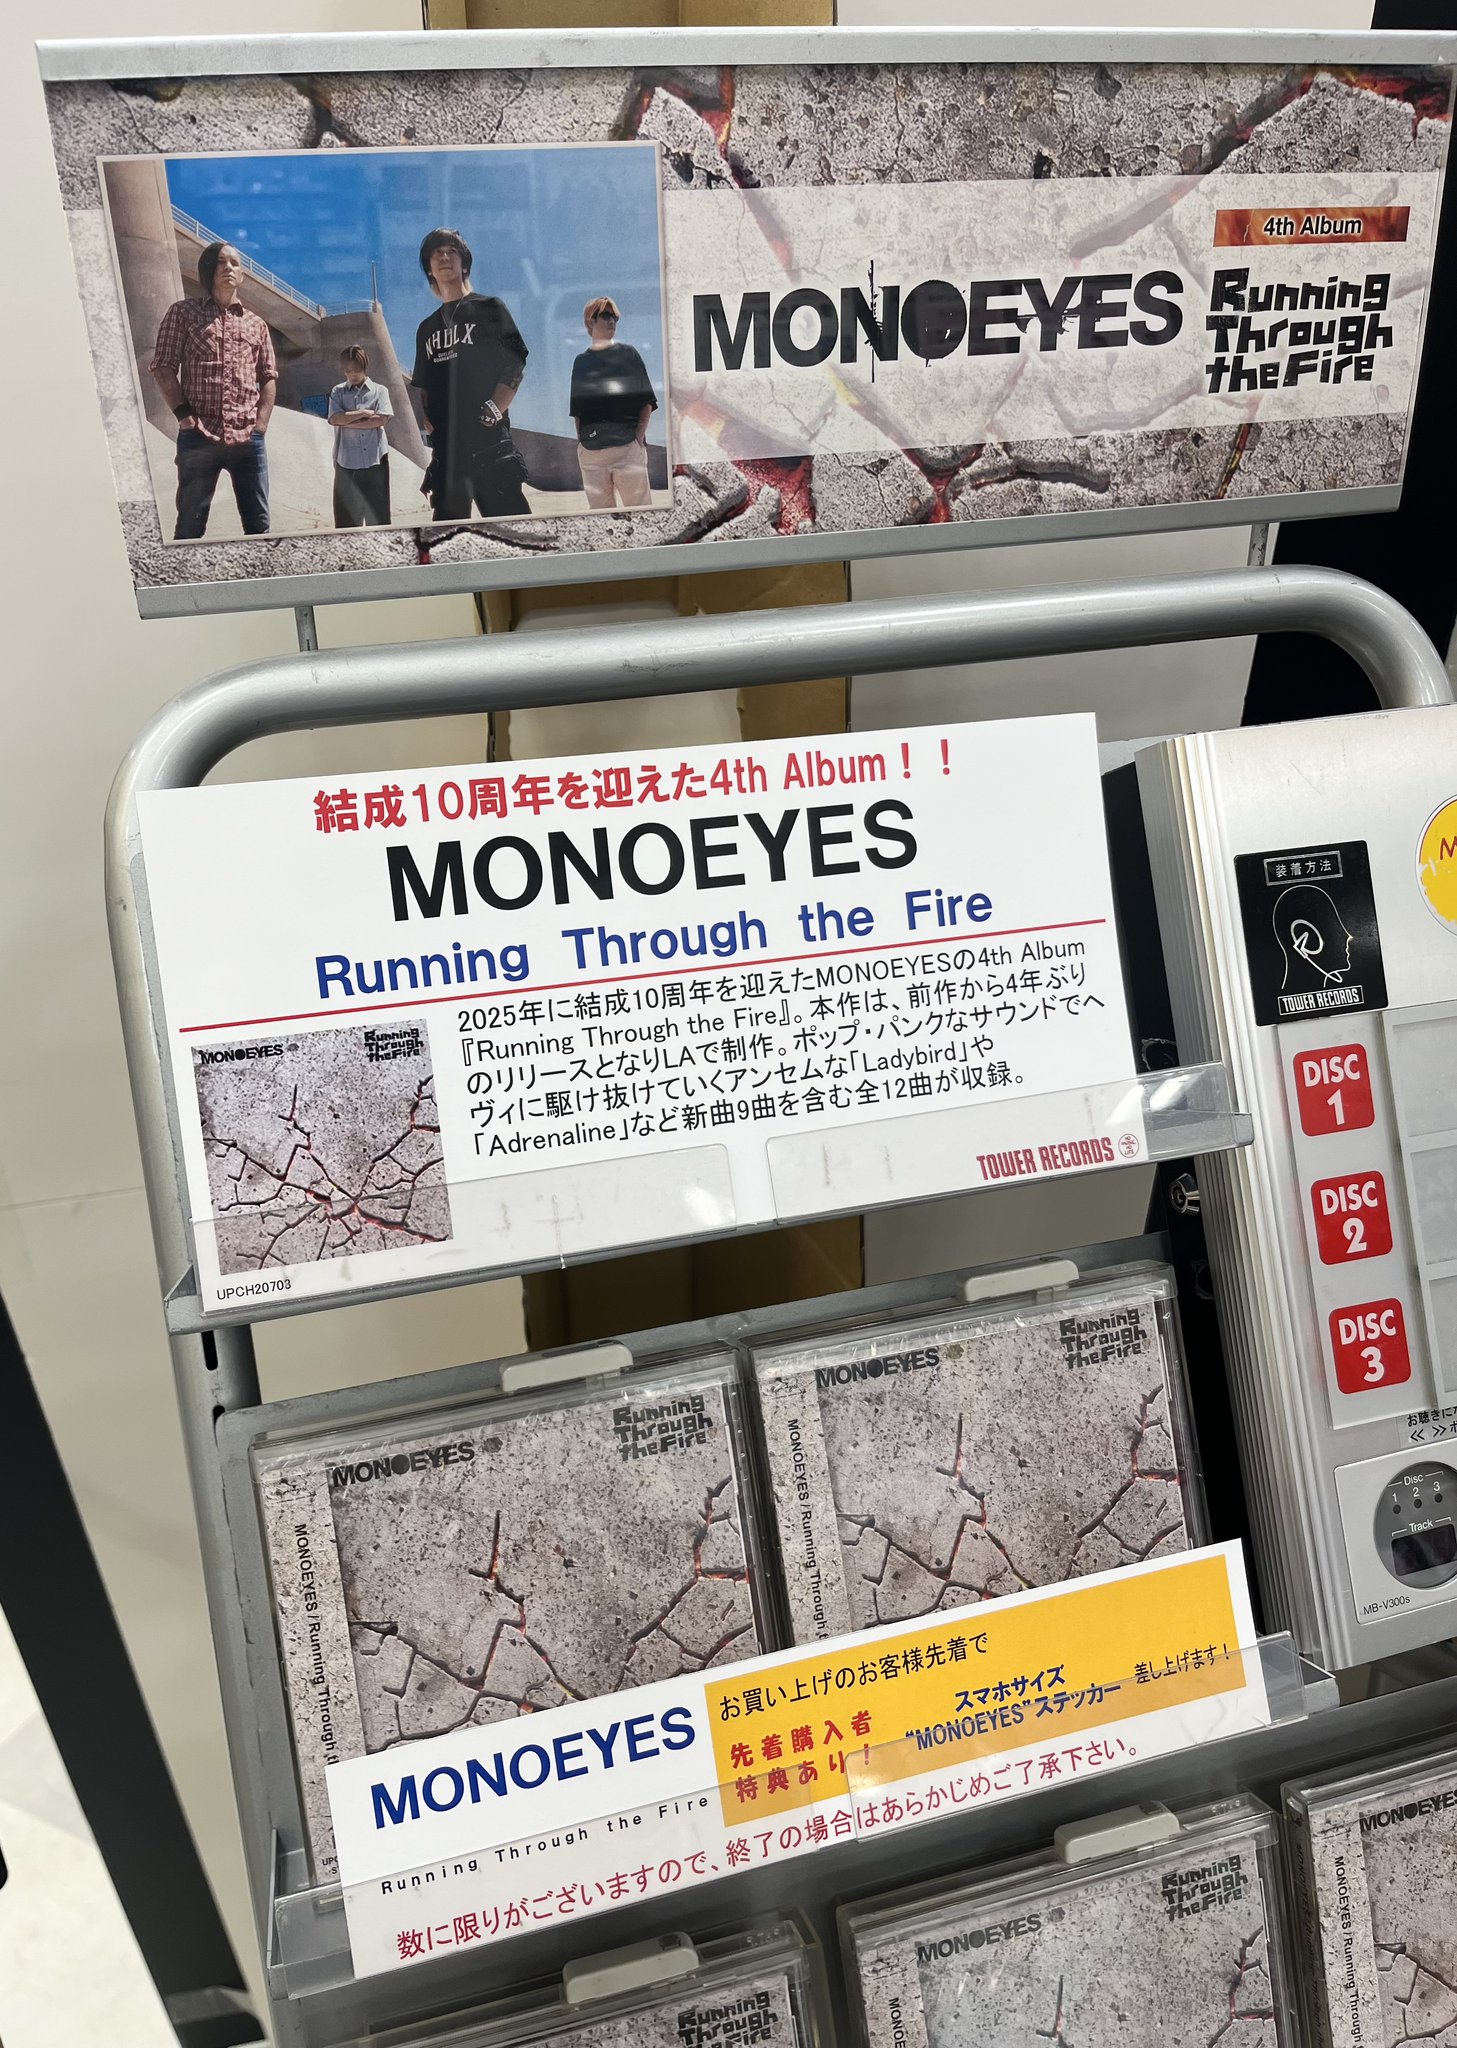 4th Album
MONOEYES
Running
Through
the Fire
NHBLX
結成10周年を迎えた4th Album！！
MONOEYES
Running Through the Fire
2025年に結成10周年を迎えたMONOEYESの4th Album
『Running Through the Fire』。本作は、前作から4年ぶり
のリリースとなりLAで制作。ポップ・パンクなサウンドでヘ
ヴィに駆け抜けていくアンセムな「Ladybird」や
「Adrenaline」など新曲9曲を含む全12曲が収録。
TOWER RECORDS
NO MUSIC NO LIFE
MONOEYES
Running
Through
the Fire
UPCH20703
装着方法
TOWER RECORDS
DISC
1
DISC
2
DISC
3
お聴きに
<< >>
Disc
1 2 3
Track
MB-V300s
MONOEYES
Running
Through
the Fire
MONOEYES / Running Through
MONOEYES
Running
Through
the Fire
MONOEYES / Running Through
MONOEYES
Running Through the Fire
お買い上げのお客様先着で
先着購入者
特典あり！
スマホサイズ
“MONOEYES”ステッカー
差し上げます！
数に限りがございますので、終了の場合はあらかじめご了承下さい。
Running
Through
the Fire
MONOEYES
Running
Through
the Fire
MONOEYES
MONOEYES / Running Through